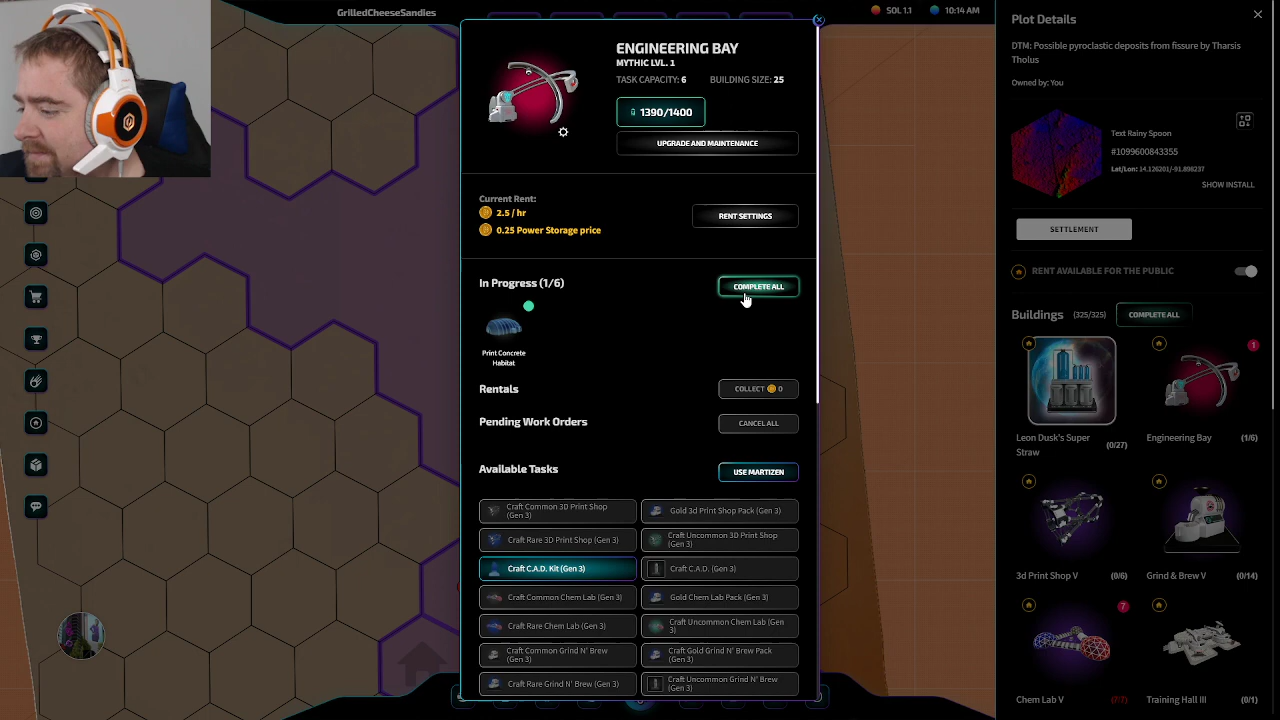 GrilledCheeseSandies
SOL 1.1
10:14 AM
ENGINEERING BAY
MYTHIC LVL. 1
TASK CAPACITY: 6
BUILDING SIZE: 25
1390/1400
UPGRADE AND MAINTENANCE
Current Rent:
2.5 / hr
0.25 Power Storage price
RENT SETTINGS
In Progress (1/6)
COMPLETE ALL
Print Concrete
Habitat
Rentals
COLLECT 0
Pending Work Orders
CANCEL ALL
Available Tasks
USE MARTIZEN
Craft Common 3D Print Shop
(Gen 3)
Gold 3d Print Shop Pack (Gen 3)
Craft Rare 3D Print Shop (Gen 3)
Craft Uncommon 3D Print Shop
(Gen 3)
Craft C.A.D. Kit (Gen 3)
Craft C.A.D. (Gen 3)
Craft Common Chem Lab (Gen 3)
Gold Chem Lab Pack (Gen 3)
Craft Rare Chem Lab (Gen 3)
Craft Uncommon Chem Lab (Gen
3)
Craft Common Grind N' Brew
(Gen 3)
Craft Gold Grind N' Brew Pack
(Gen 3)
Craft Rare Grind N' Brew (Gen 3)
Craft Uncommon Grind N' Brew
(Gen 3)
Plot Details
DTM: Possible pyroclastic deposits from fissure by Tharsis
Tholus
Owned by: You
Text Rainy Spoon
#1099600843355
Lat/Lon: 14.126201/-91.896237
SHOW INSTALL
SETTLEMENT
RENT AVAILABLE FOR THE PUBLIC
Buildings (325/325)
COMPLETE ALL
1
Leon Dusk's Super
Straw
(0/27)
Engineering Bay
(1/6)
3d Print Shop V
(0/6)
Grind & Brew V
(0/14)
7
Chem Lab V
(7/7)
Training Hall III
(0/1)